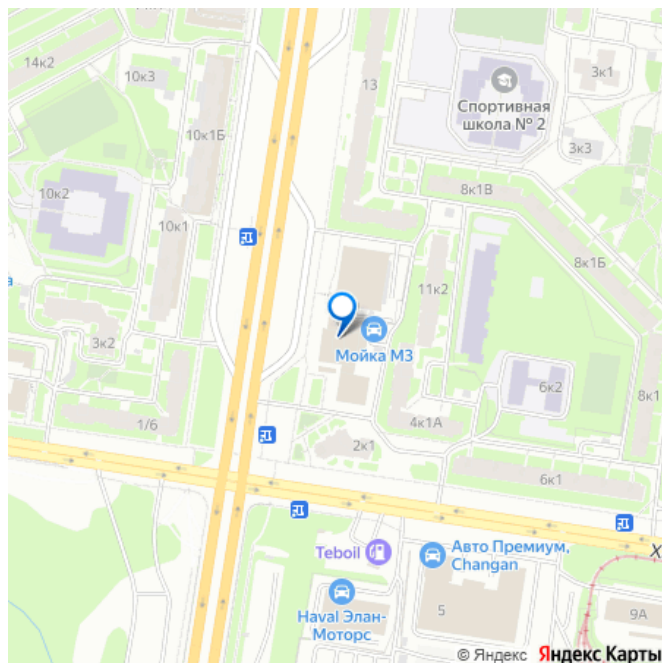 14к2
10к3
10к1Б
13
3к1
Спортивная
школа № 2
3к3
10к2
10к1
8к1В
8к1Б
11к2
а
3к2
Мойка М3
6к2
8к1
1/6
4к1А
2к1
6к1
Teboil
Авто Премиум,
Changan
Х
Haval Элан-
Моторс
5
9А
© Яндекс Яндекс Карты